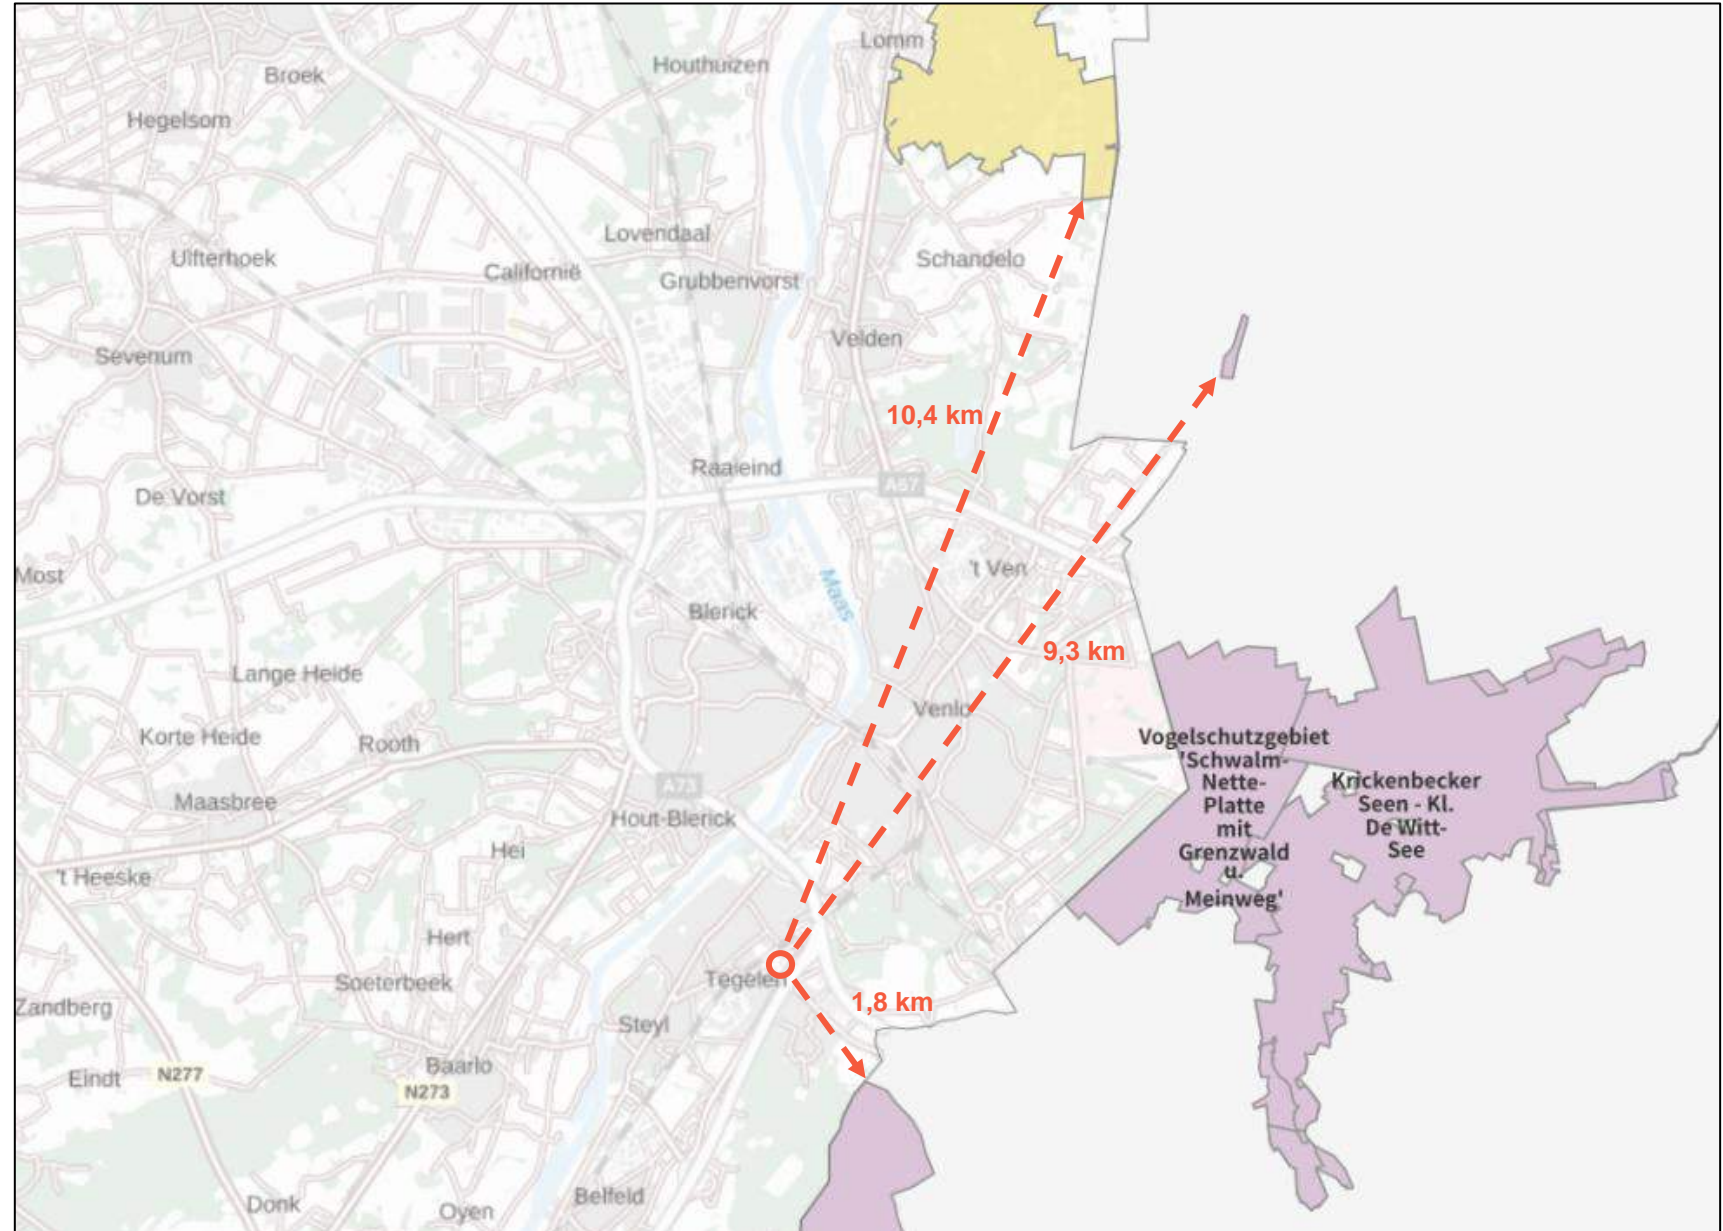 Lomm
Houthuizen
Broek
Hegelsom
Lovendaal
Ulfterhoek
Californië
Grubbenvorst
Schandelo
Velden
Sevenum
10,4 km
Raaieind
A67
De Vorst
't Ven
Most
Maas
Blerick
9,3 km
Lange Heide
Venlo
Korte Heide
Rooth
Vogelschutzgebiet
'Schwalm-
Nette-
Platte
mit
Grenzwald
u.
Meinweg'
Krickenbecker
Seen - Kl.
De Witt-
See
A73
Maasbree
Hout-Blerick
Hei
't Heeske
Hert
Soeterbeek
Tegelen
1,8 km
Zandberg
Steyl
Baarlo
Eindt
N277
N273
Donk
Oyen
Belfeld